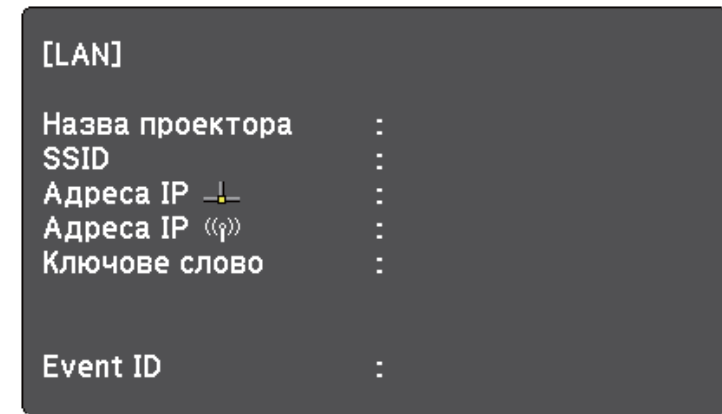 [LAN]
Назва проектора :
SSID :
Адреса IP :
Адреса IP :
Ключове слово :
Event ID :